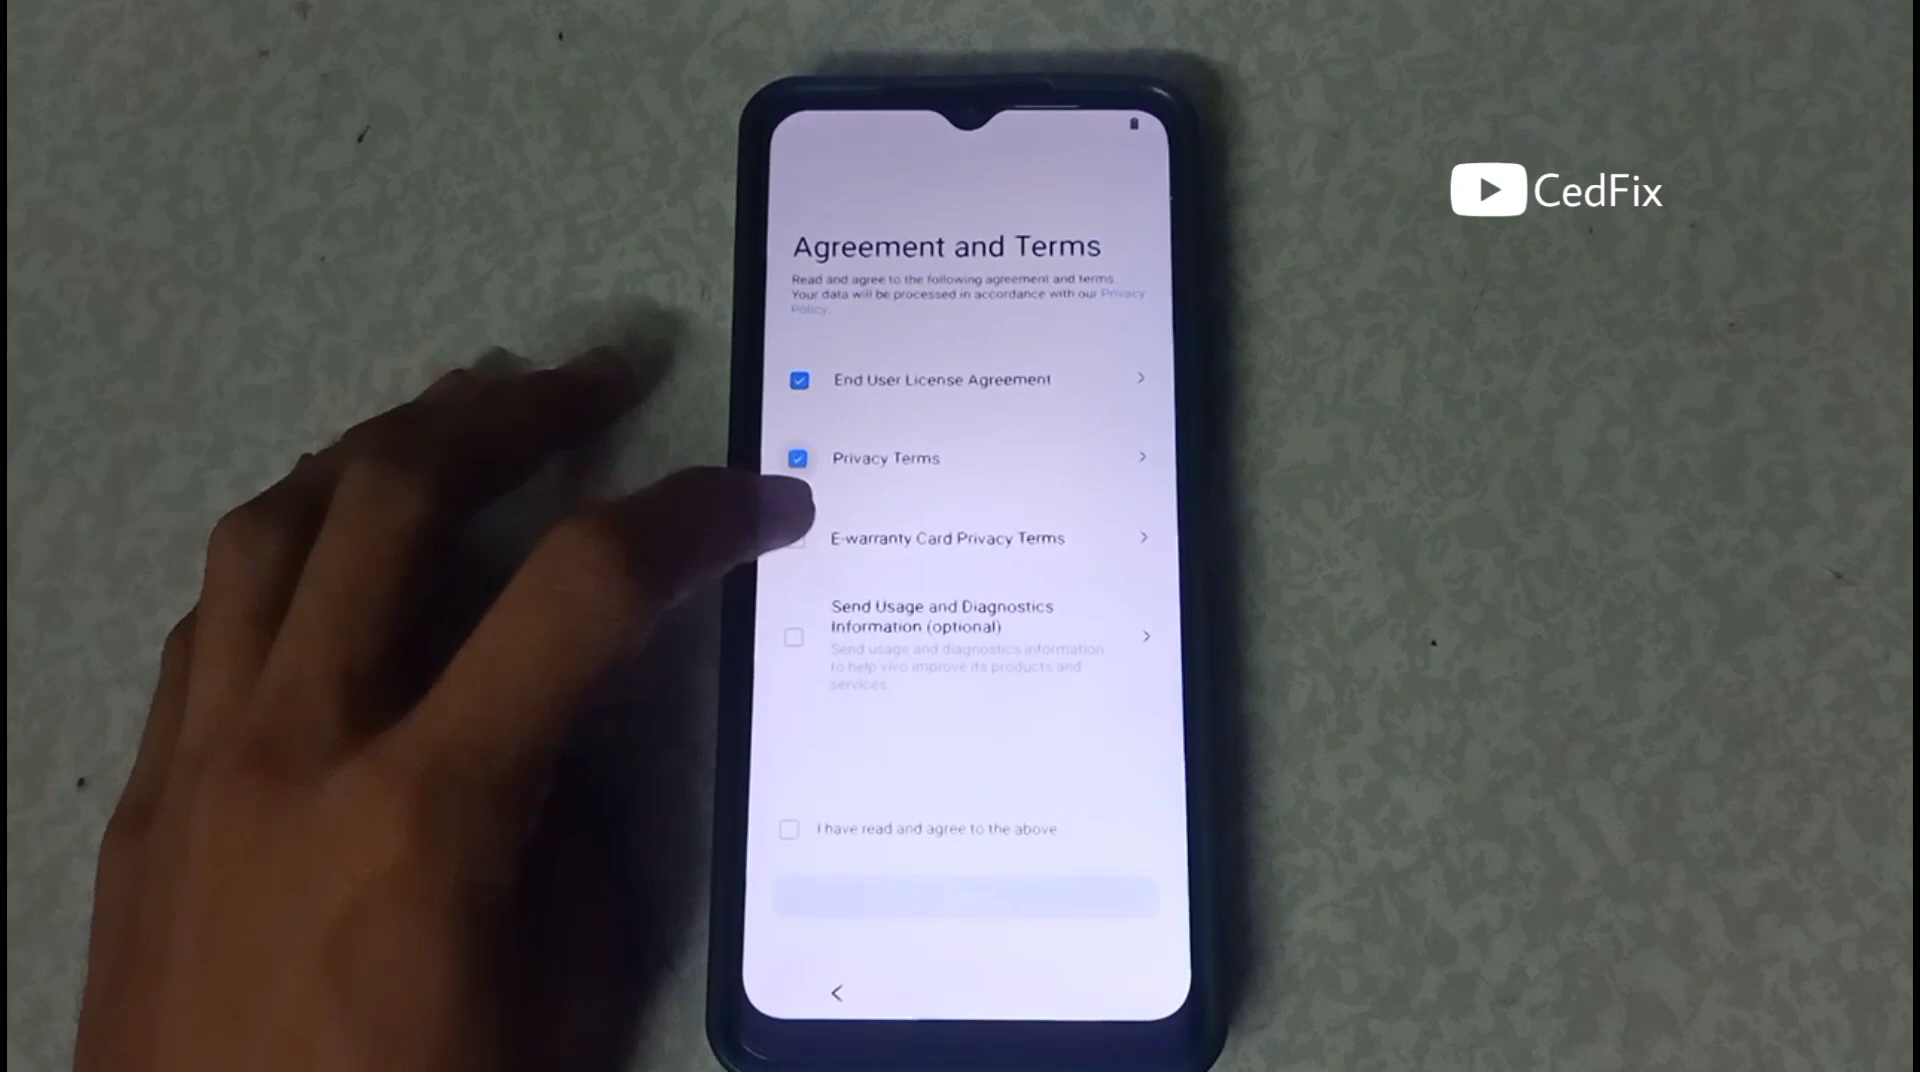 CedFix
Agreement and Terms
Read and agree to the following agreement and terms.
Your data will be processed in accordance with our Privacy
Policy.
End User License Agreement
Privacy Terms
E-warranty Card Privacy Terms
Send Usage and Diagnostics
Information (optional)
Send usage and diagnostics information
to help vivo improve its products and
services.
I have read and agree to the above